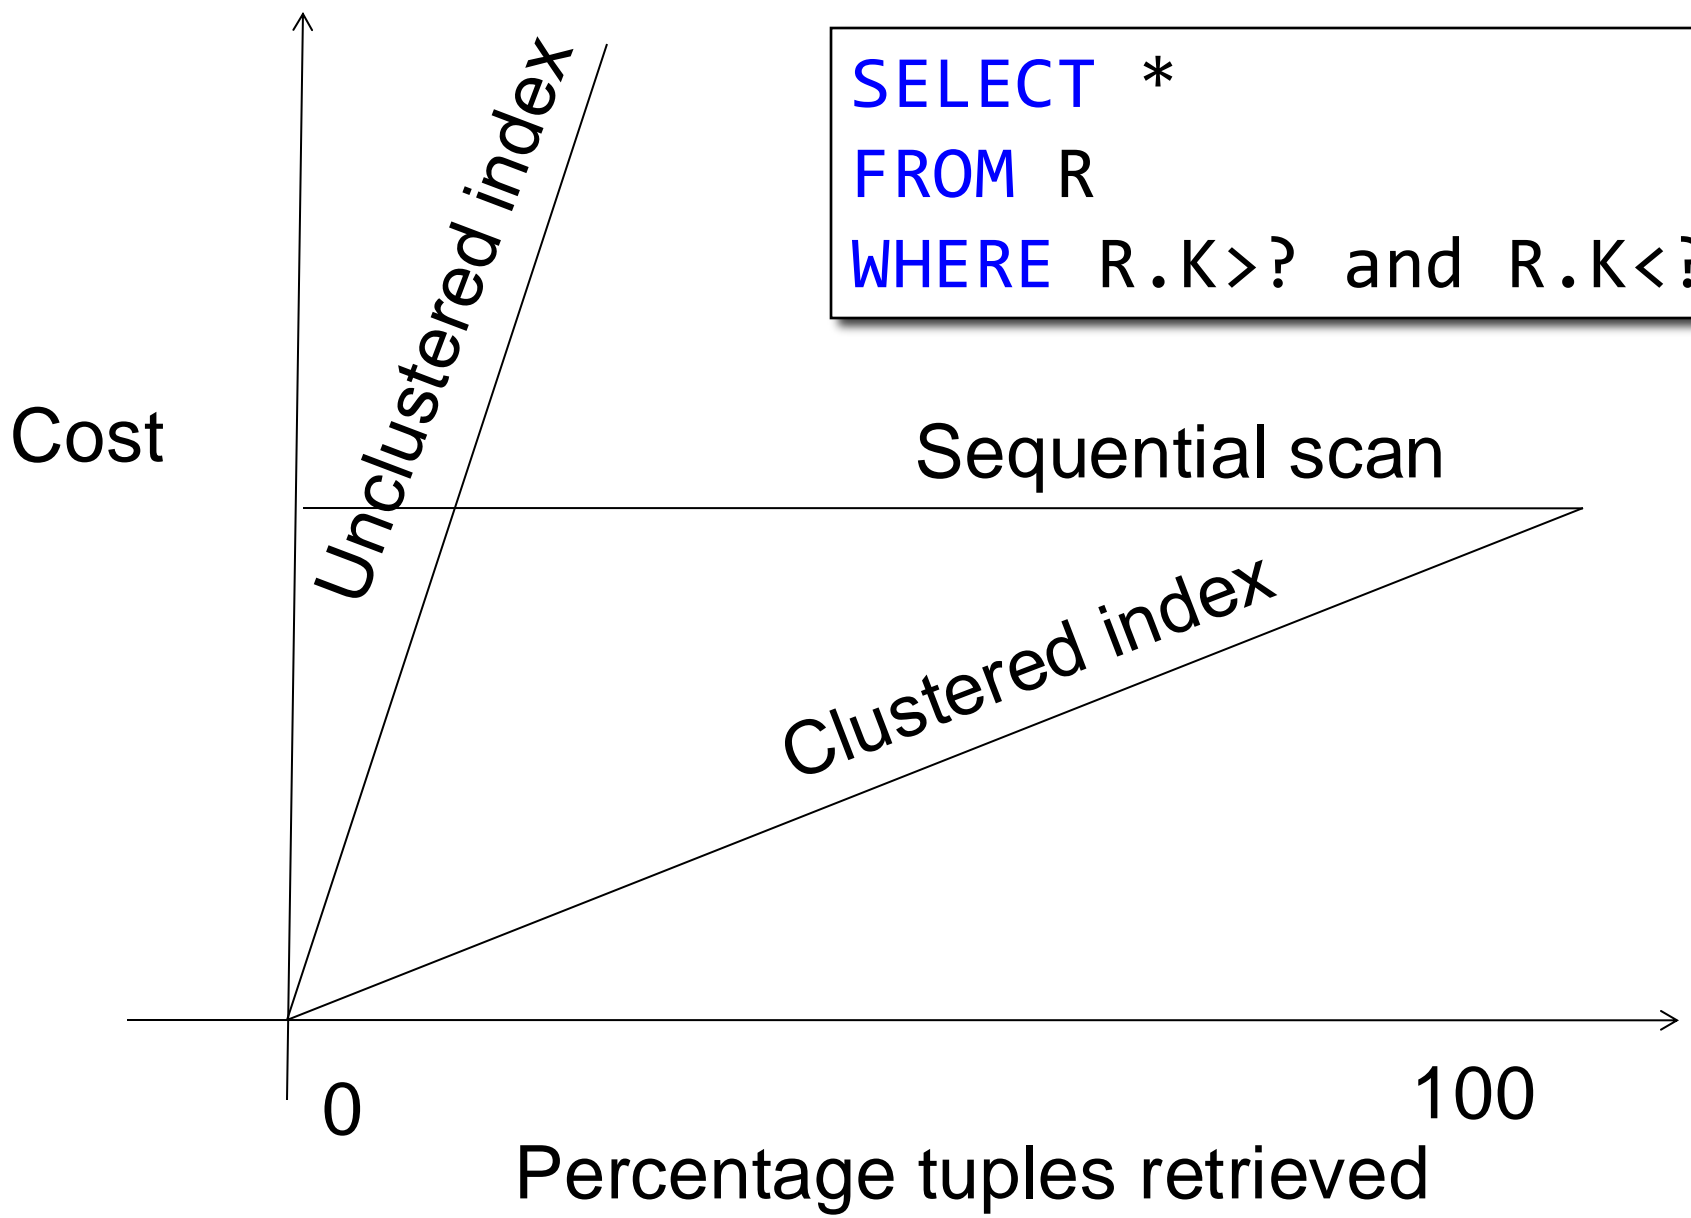 SELECT *
FROM R
WHERE R.K>? and R.K<?
Unclustered index
Cost
Sequential scan
Clustered index
0
100
Percentage tuples retrieved